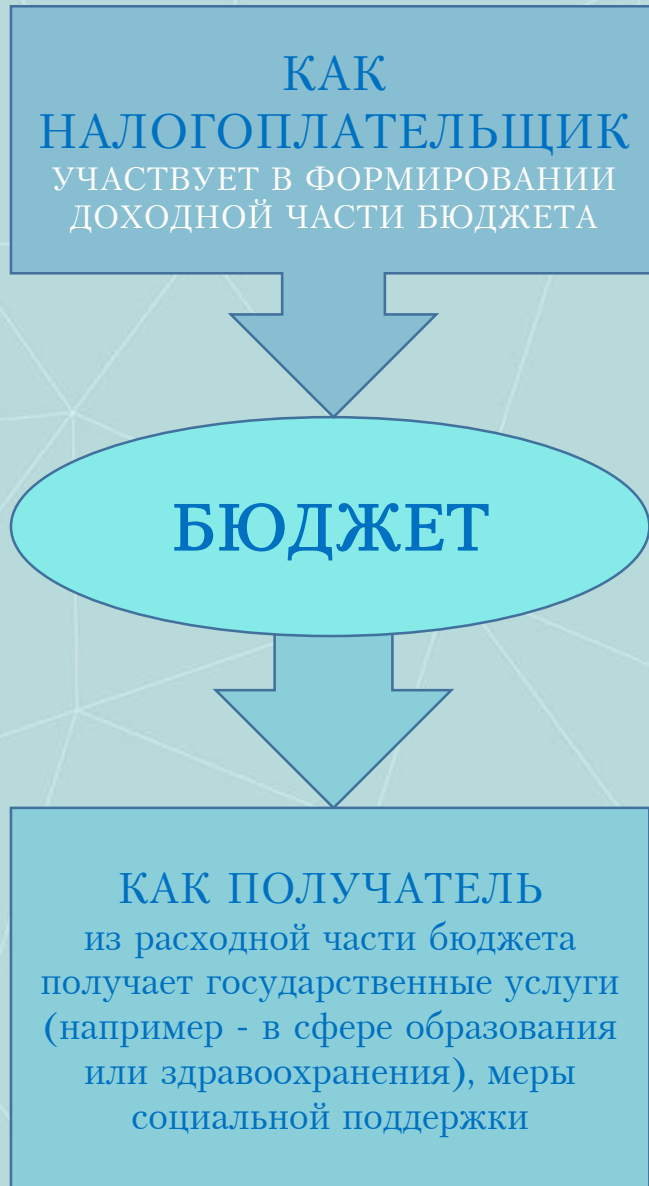 КАК
НАЛОГОПЛАТЕЛЬЩИК
УЧАСТВУЕТ В ФОРМИРОВАНИИ
ДОХОДНОЙ ЧАСТИ БЮДЖЕТА
БЮДЖЕТ
КАК ПОЛУЧАТЕЛЬ
из расходной части бюджета
получает государственные услуги
(например - в сфере образования
или здравоохранения), меры
социальной поддержки